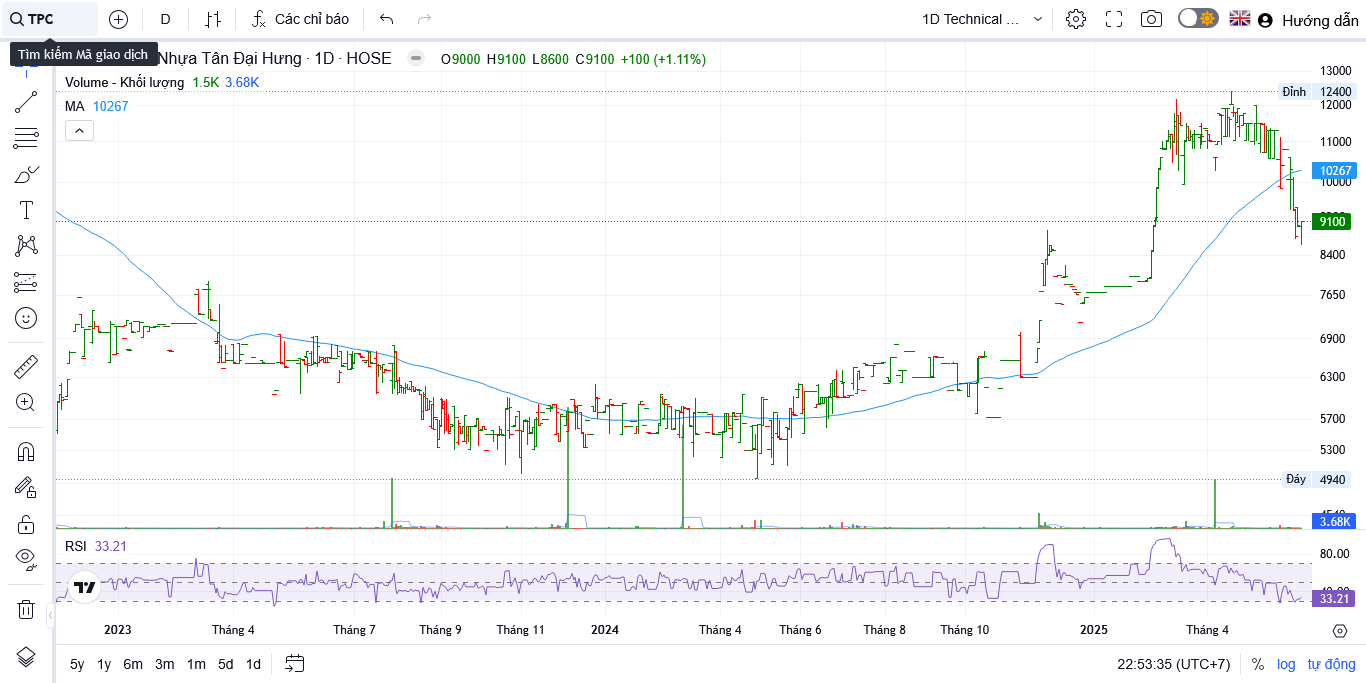 TPC
D
Các chỉ báo
1D Technical ...
Hướng dẫn
Tìm kiếm Mã giao dịch
Nhựa Tân Đại Hưng · 1D · HOSE
O9000 H9100 L8600 C9100 +100 (+1.11%)
Volume - Khối lượng 1.5K 3.68K
MA 10267
13000
Đỉnh 12400
12000
11000
10267
10000
9100
8400
7650
6900
6300
5700
5300
Đáy 4940
3.68K
RSI 33.21
80.00
33.21
2023
Tháng 4
Tháng 7
Tháng 9
Tháng 11
2024
Tháng 4
Tháng 6
Tháng 8
Tháng 10
2025
Tháng 4
5y 1y 6m 3m 1m 5d 1d
22:53:35 (UTC+7)
% log tự động